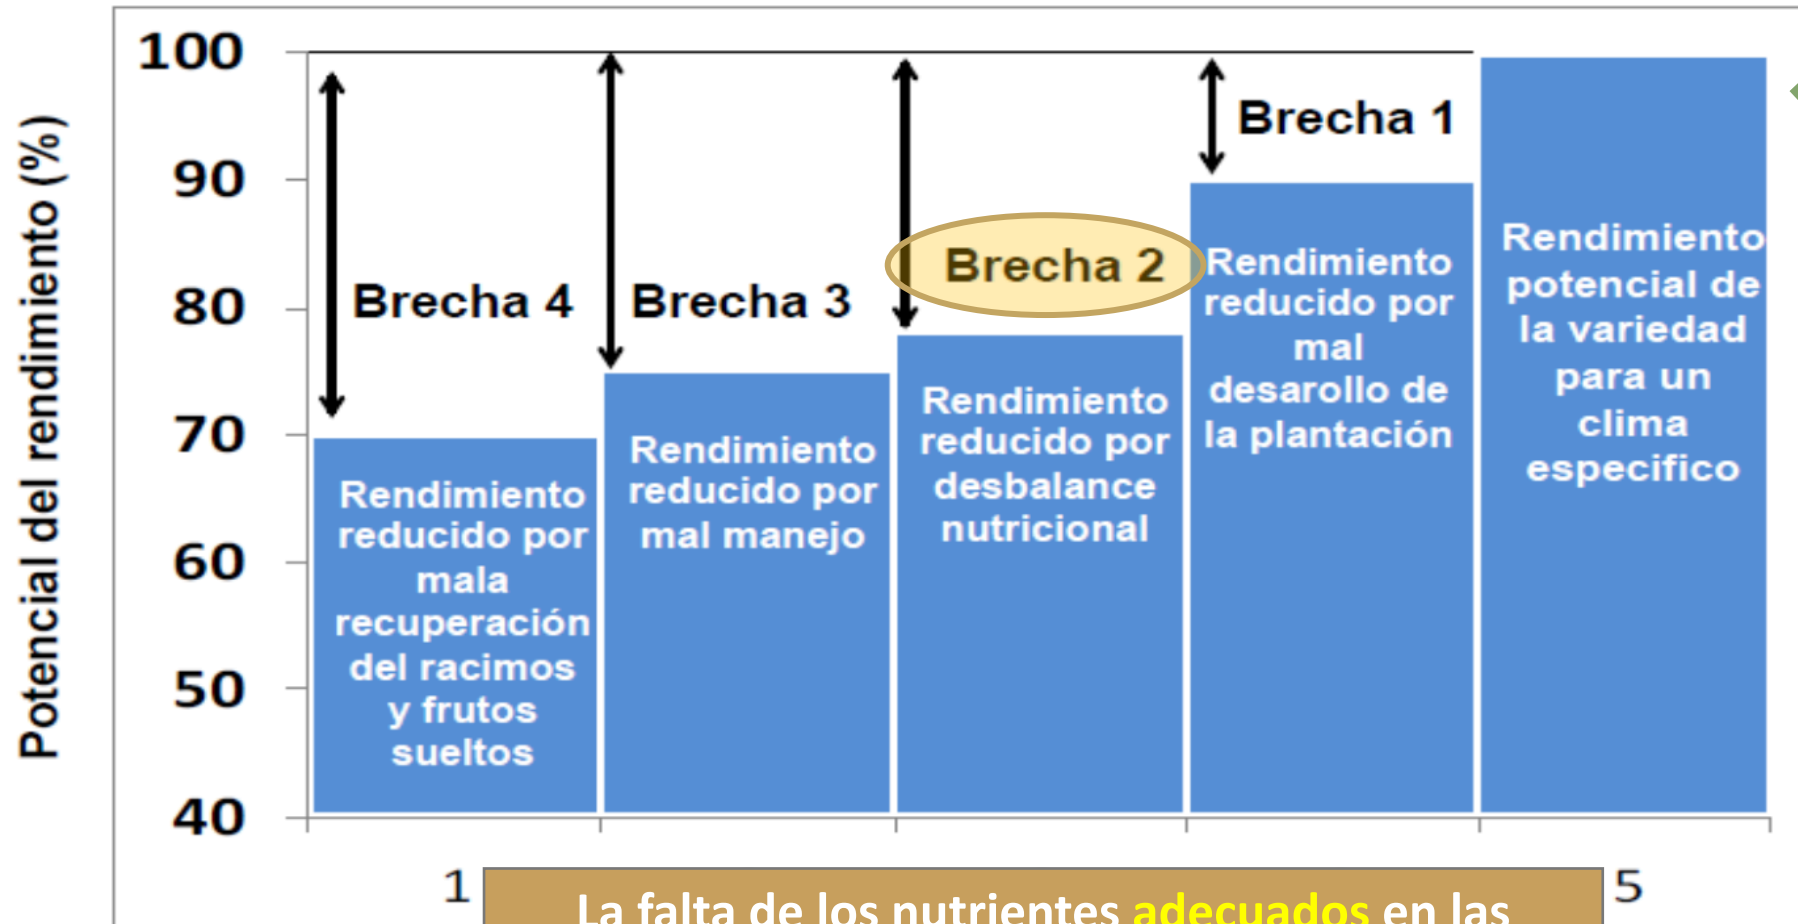 Potencial del rendimiento (%)
100
90
80
70
60
50
40
Brecha 4
Brecha 3
Brecha 2
Brecha 1
Rendimiento
reducido por
mala
recuperación
del racimos
y frutos
sueltos
Rendimiento
reducido por
mal manejo
Rendimiento
reducido por
desbalance
nutricional
Rendimiento
reducido por
mal
desarollo de
la plantación
Rendimiento
potencial de
la variedad
para un
clima
especifico
1
5
La falta de los nutrientes adecuados en las